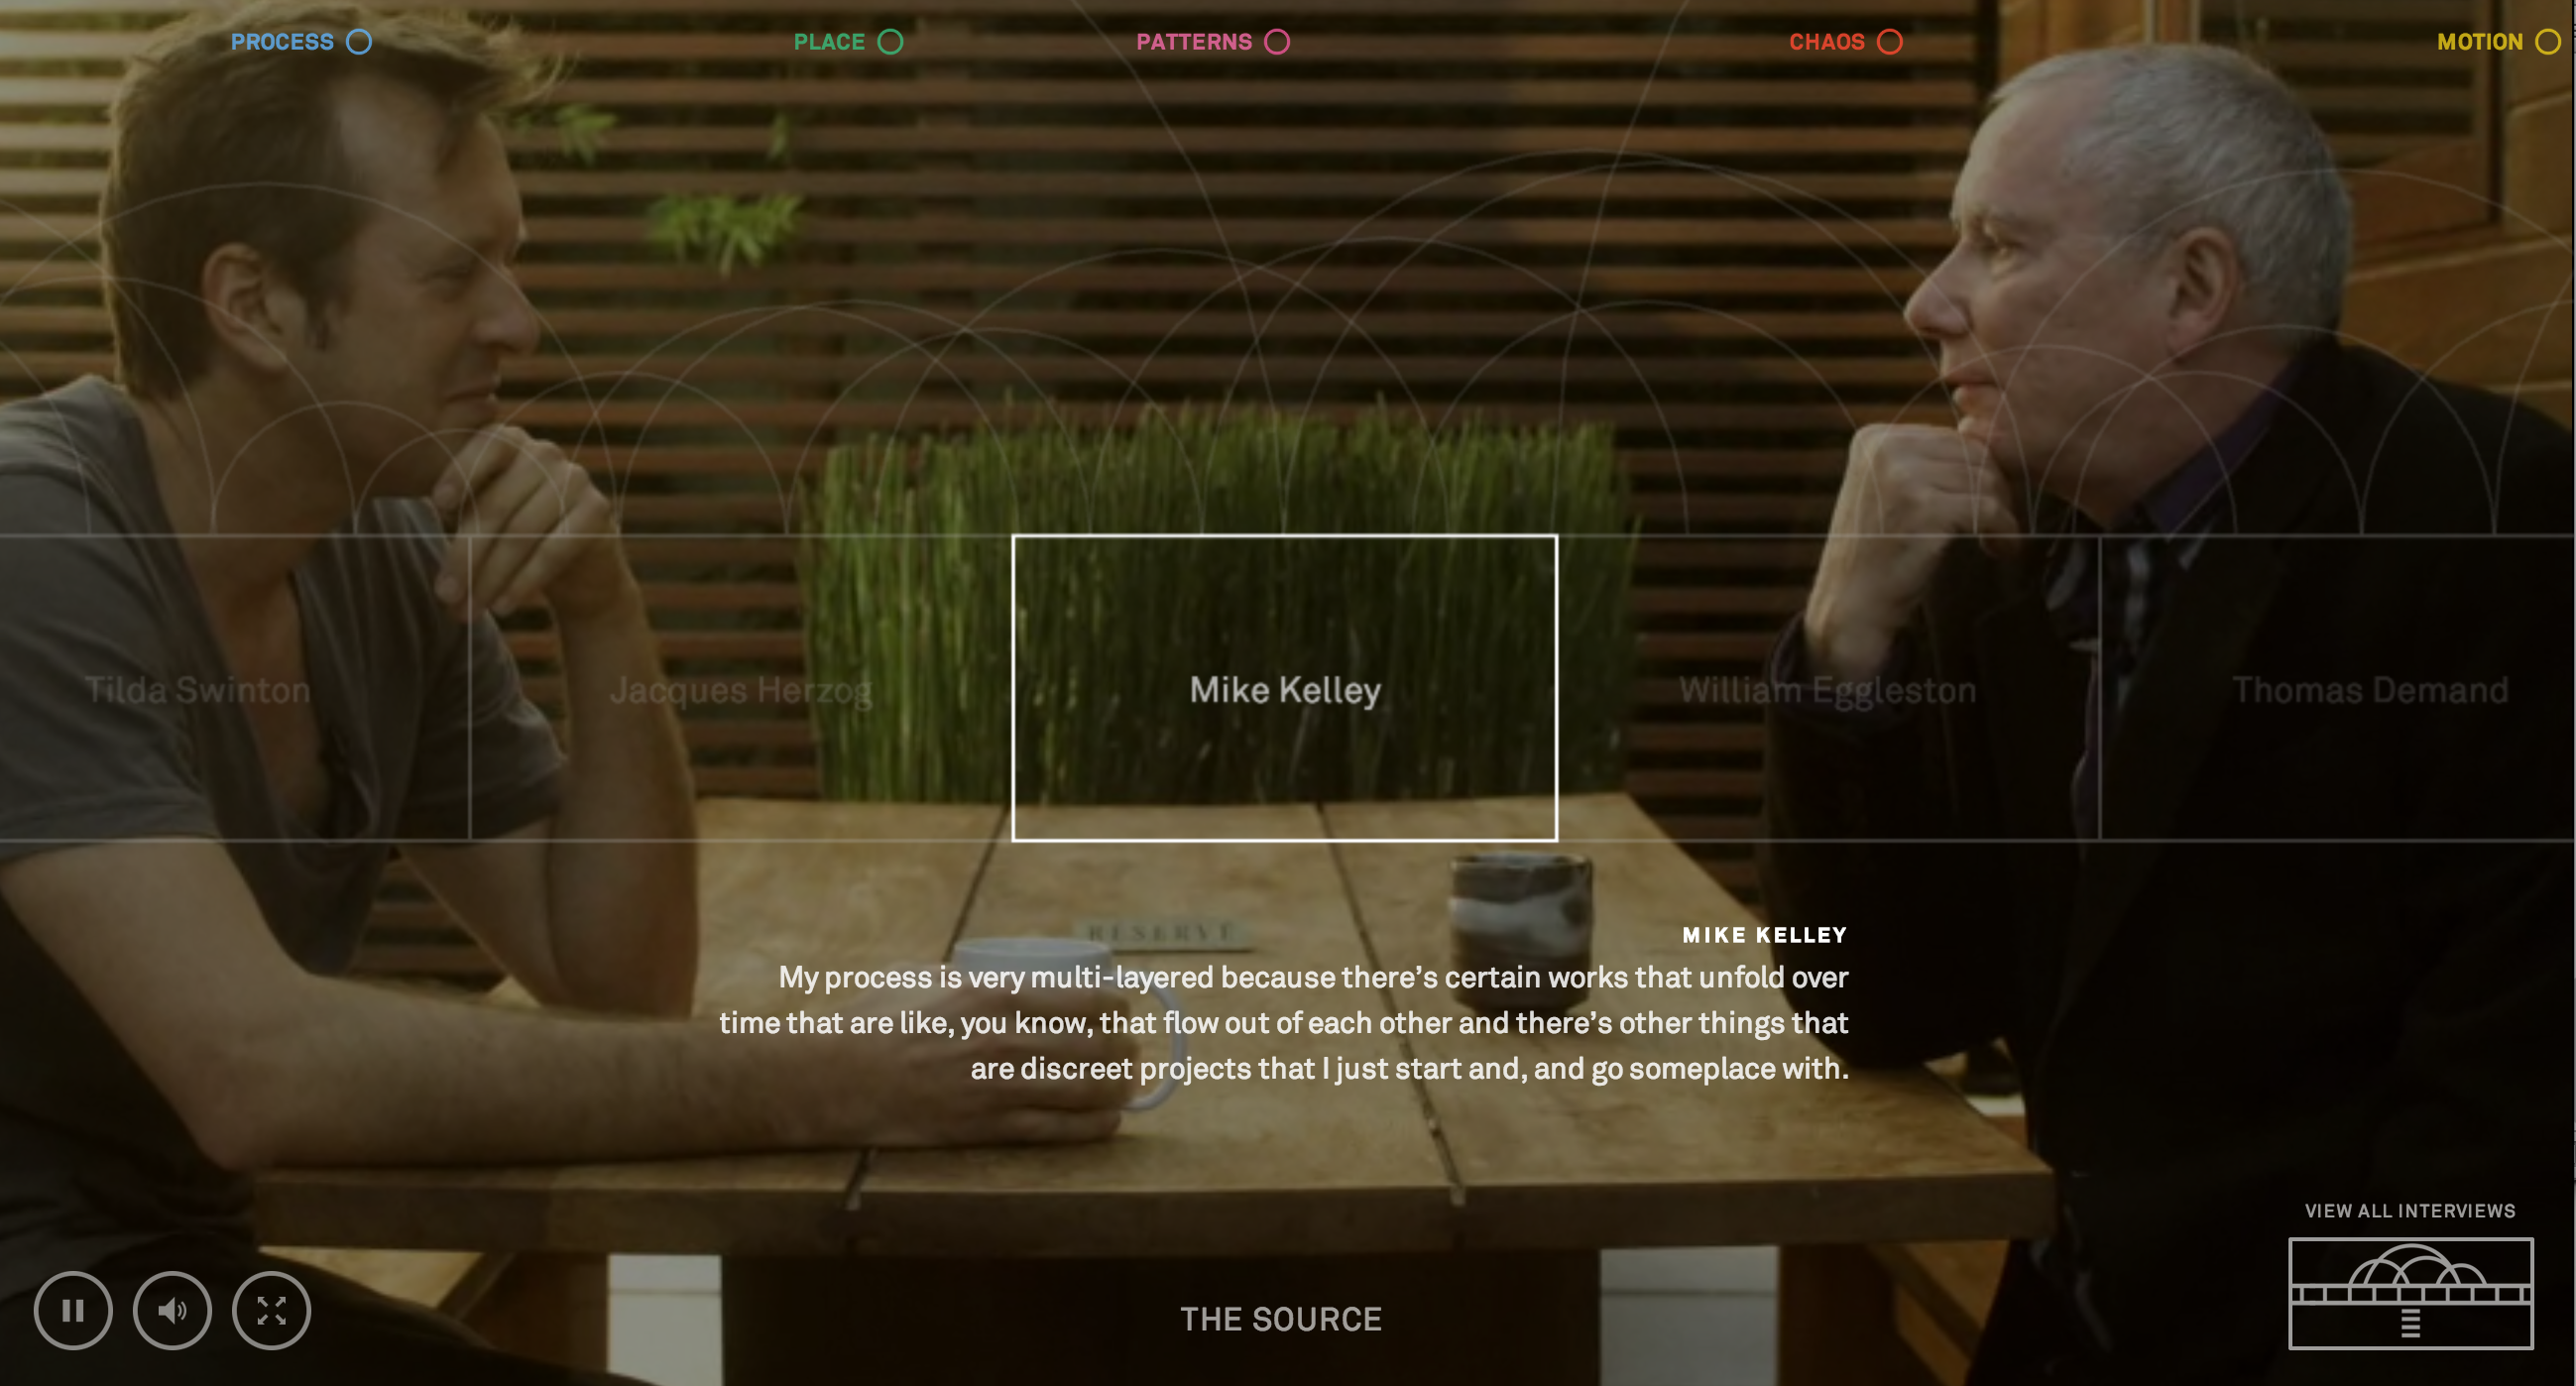 PROCESS
PLACE
PATTERNS
CHAOS
MOTION
Tilda Swinton
Jacques Herzog
Mike Kelley
William Eggleston
Thomas Demand
RESERVE
MIKE KELLEY
My process is very multi-layered because there’s certain works that unfold over
time that are like, you know, that flow out of each other and there’s other things that
are discreet projects that I just start and, and go someplace with.
VIEW ALL INTERVIEWS
THE SOURCE